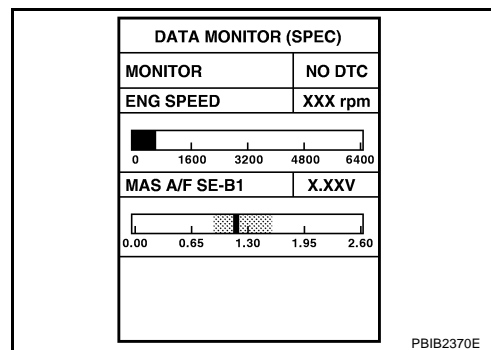 DATA MONITOR (SPEC)
MONITOR NO DTC
ENG SPEED XXX rpm
0 1600 3200 4800 6400
MAS A/F SE-B1 X.XXV
0.00 0.65 1.30 1.95 2.60
PBIB2370E